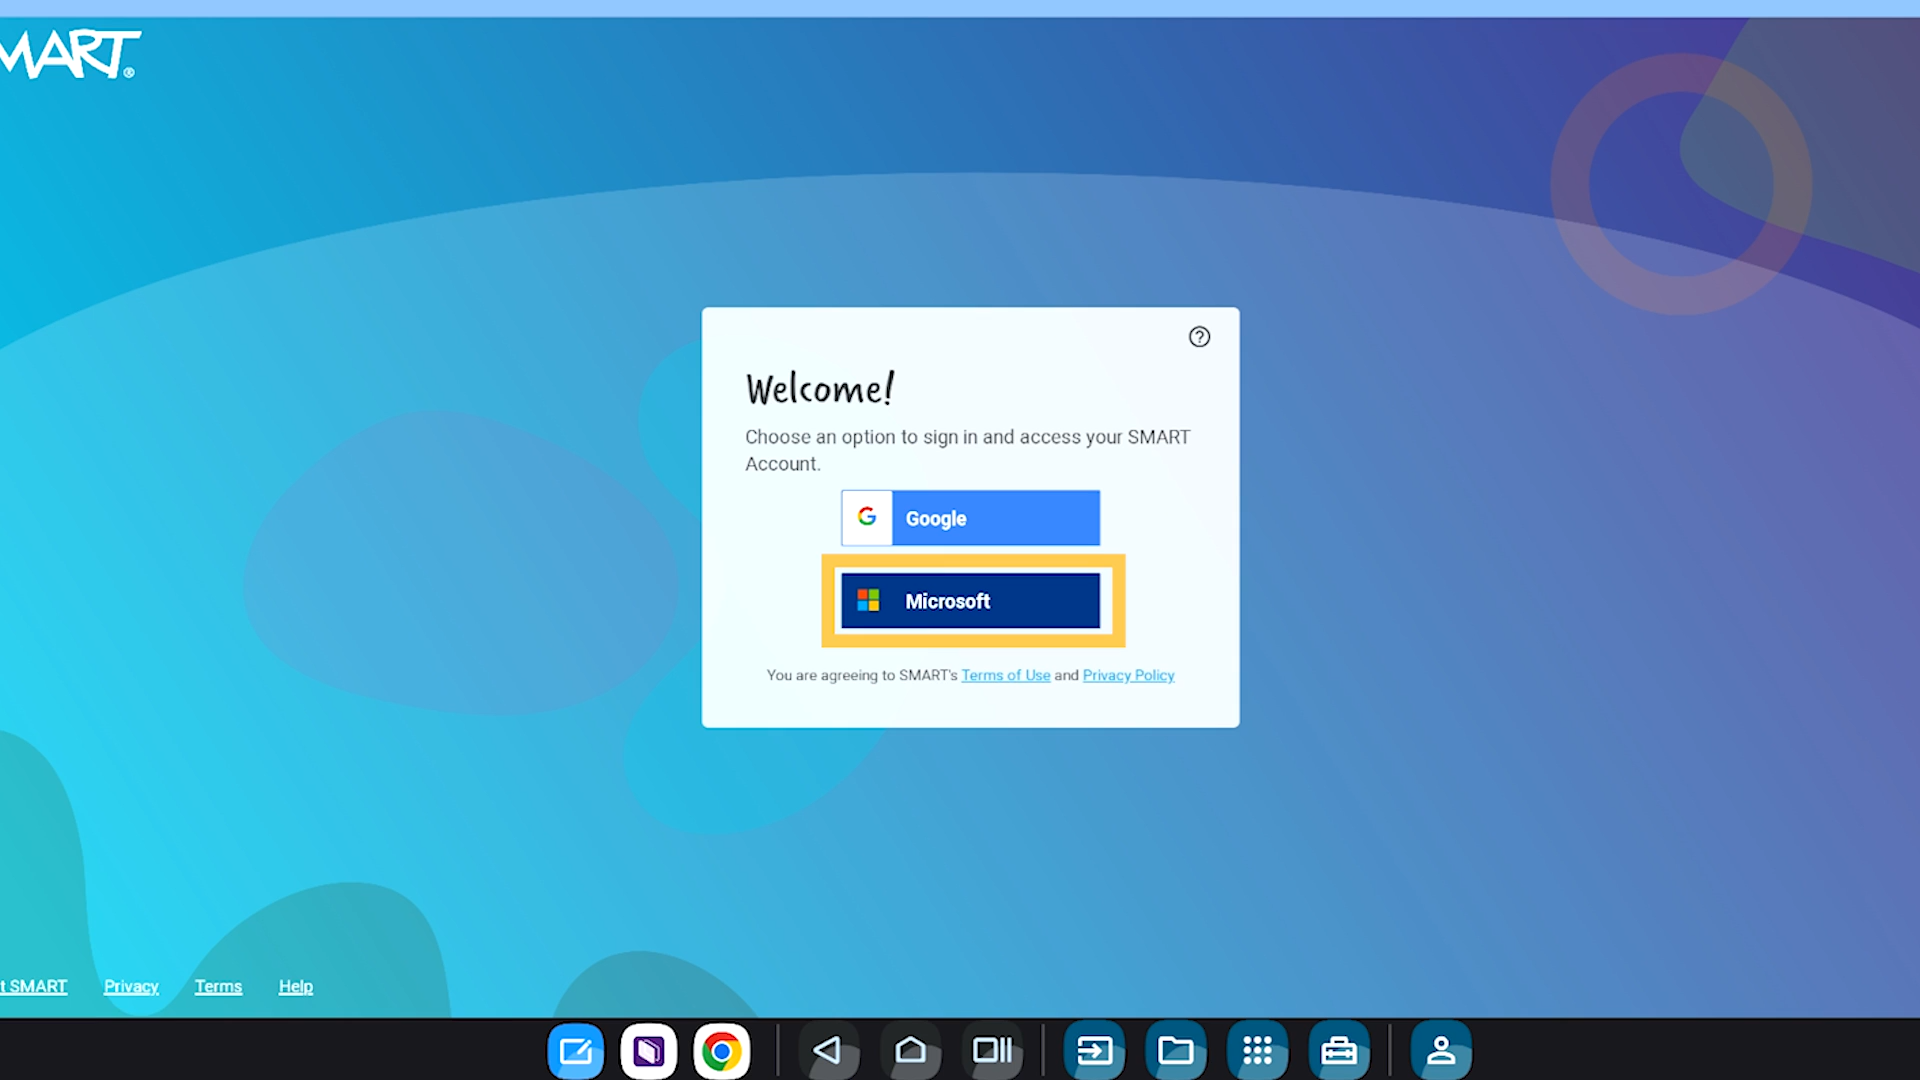 MART®
Welcome!
Choose an option to sign in and access your SMART
Account.
G Google
Microsoft
You are agreeing to SMART's Terms of Use and Privacy Policy
t SMART Privacy Terms Help